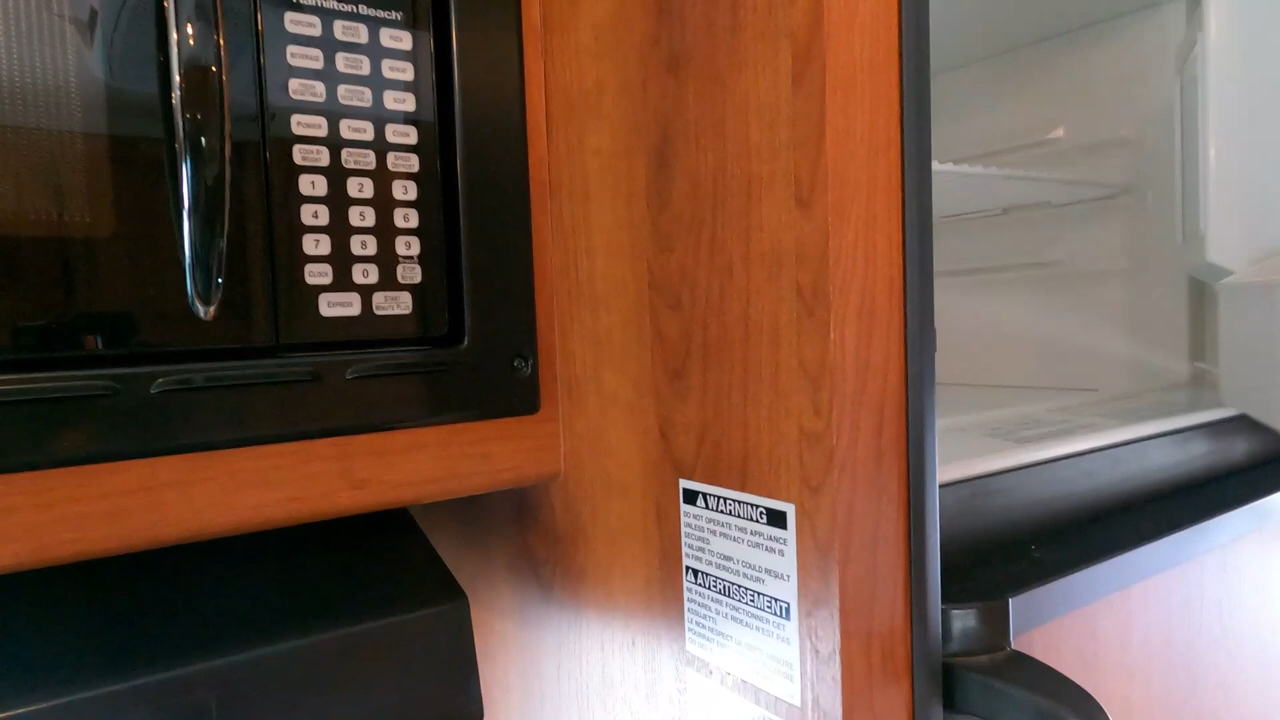 Hamilton Beach
POPCORN BAKED POTATO PIZZA
BEVERAGE FROZEN DINNER REHEAT
FRESH VEGETABLE FROZEN VEGETABLE SOUP
POWER TIMER COOK
COOK BY WEIGHT DEFROST BY WEIGHT SPEED DEFROST
1 2 3
4 5 6
7 8 9
CLOCK 0 STOP RESET
EXPRESS START MINUTE PLUS
WARNING
DO NOT OPERATE THIS APPLIANCE
UNLESS THE PRIVACY CURTAIN IS
SECURED.
FAILURE TO COMPLY COULD RESULT
IN FIRE OR SERIOUS INJURY.
AVERTISSEMENT
NE PAS FAIRE FONCTIONNER CET
APPAREIL SI LE RIDEAU N'EST PAS
ASSUJETTI.
LE NON RESPECT
POURRAIT